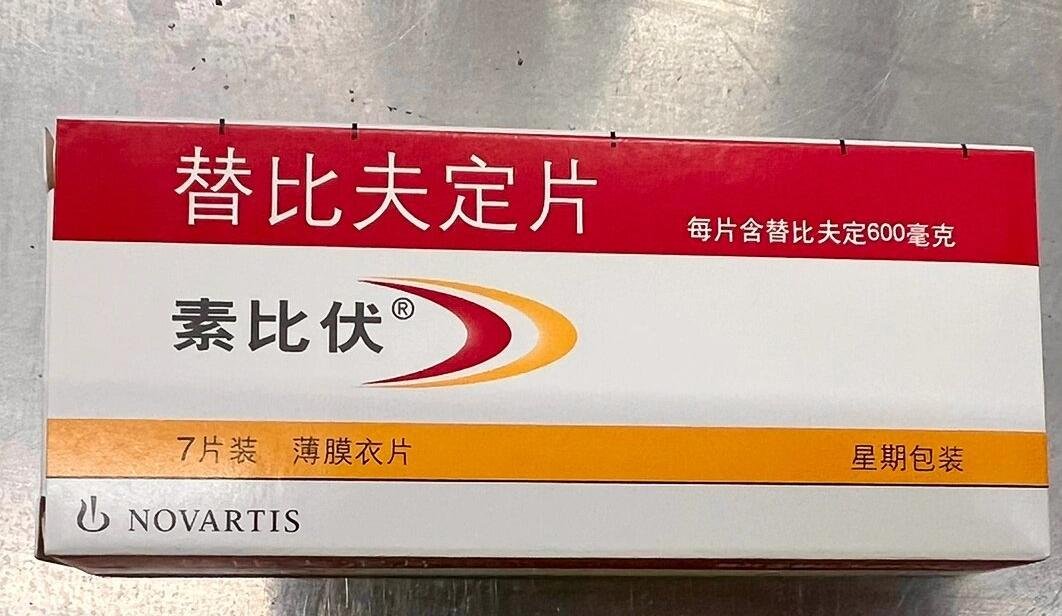 替比夫定片
每片含替比夫定600毫克
素比伏®
7片装 薄膜衣片 星期包装
NOVARTIS